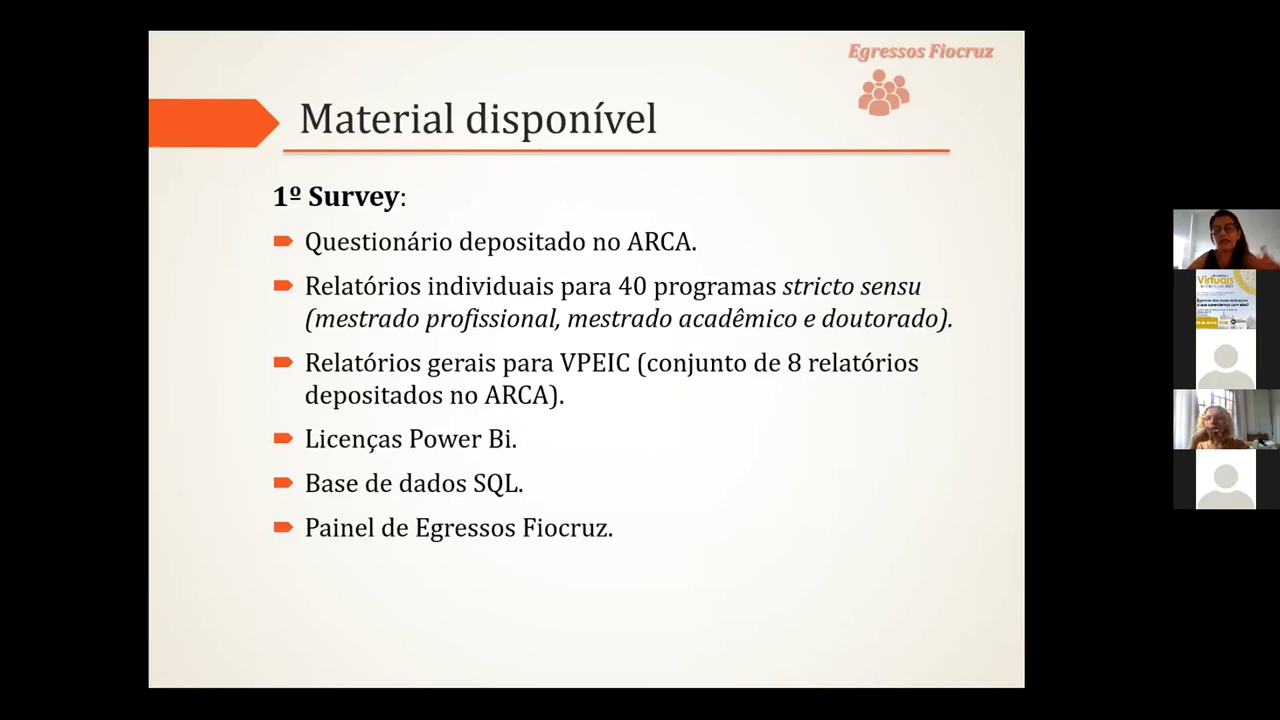 Egressos Fiocruz
Material disponível
1º Survey:
Questionário depositado no ARCA.
Relatórios individuais para 40 programas stricto sensu
(mestrado profissional, mestrado acadêmico e doutorado).
Relatórios gerais para VPEIC (conjunto de 8 relatórios
depositados no ARCA).
Licenças Power Bi.
Base de dados SQL.
Painel de Egressos Fiocruz.
Virtuais